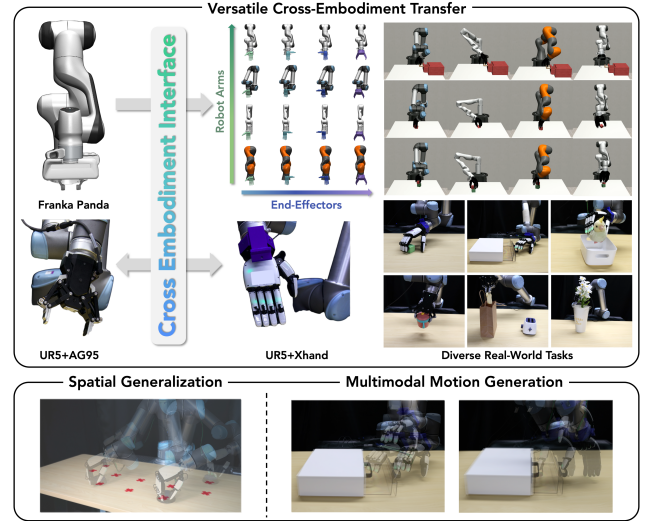 Versatile Cross-Embodiment Transfer
Franka Panda
Cross Embodiment Interface
Robot Arms
End-Effectors
UR5+AG95
UR5+Xhand
Diverse Real-World Tasks
Spatial Generalization
Multimodal Motion Generation